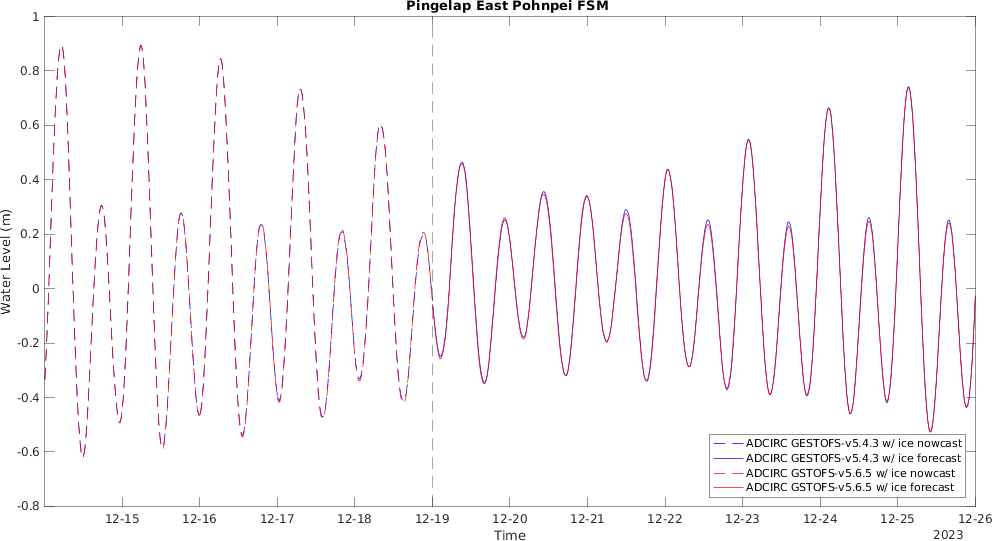 Pingelap East Pohnpei FSM
1
0.8
0.6
0.4
0.2
0
-0.2
-0.4
-0.6
-0.8
Water Level (m)
12-15 12-16 12-17 12-18 12-19 12-20 12-21 12-22 12-23 12-24 12-25 12-26
Time
2023
ADCIRC GESTOFS-v5.4.3 w/ ice nowcast
ADCIRC GESTOFS-v5.4.3 w/ ice forecast
ADCIRC GSTOFS-v5.6.5 w/ ice nowcast
ADCIRC GSTOFS-v5.6.5 w/ ice forecast